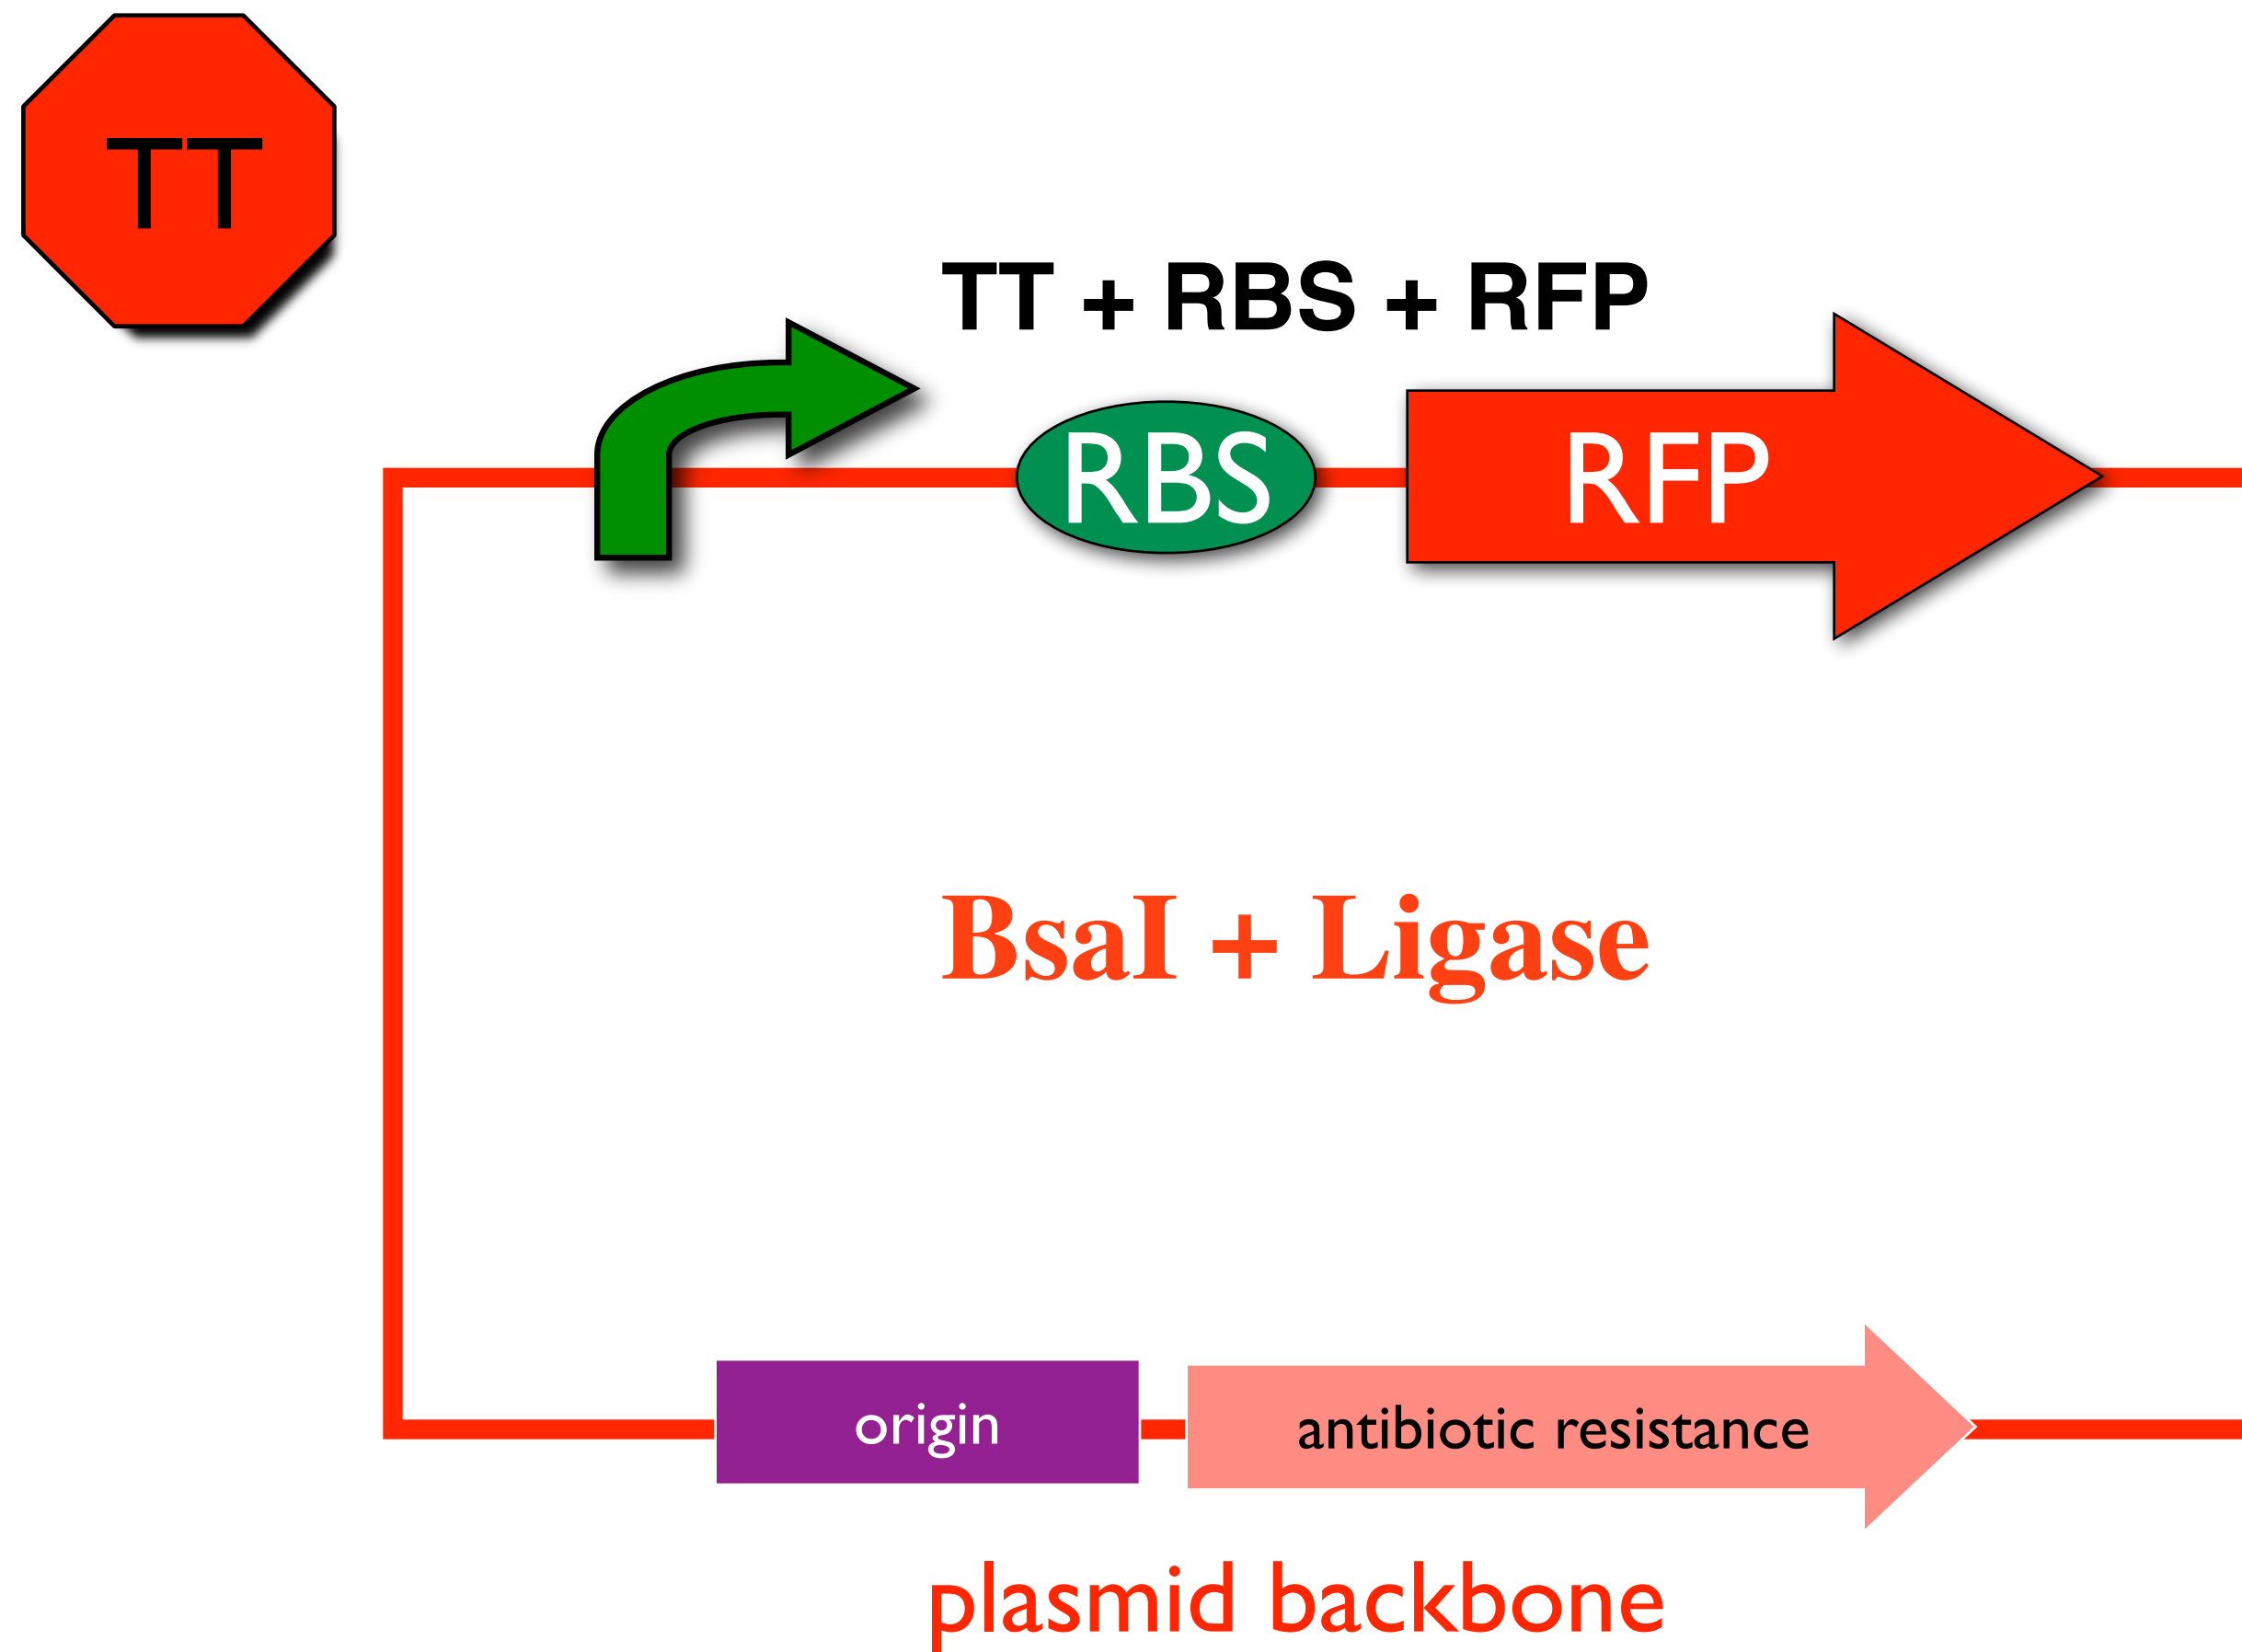 TT
TT + RBS + RFP
RBS
RFP
BsaI + Ligase
origin
antibiotic resistance
plasmid backbone